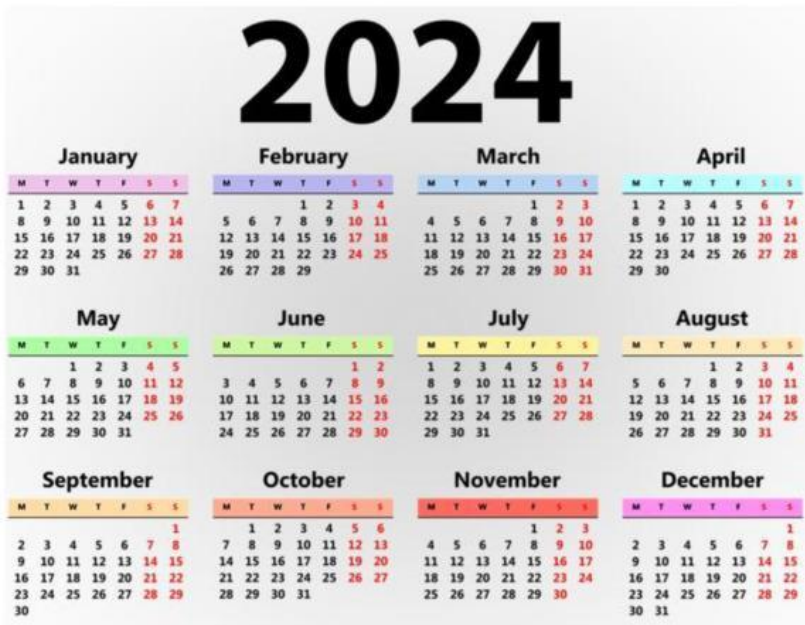 2024
January
M T W T F S S
1 2 3 4 5 6 7
8 9 10 11 12 13 14
15 16 17 18 19 20 21
22 23 24 25 26 27 28
29 30 31
February
M T W T F S S
1 2 3 4
5 6 7 8 9 10 11
12 13 14 15 16 17 18
19 20 21 22 23 24 25
26 27 28 29
March
M T W T F S S
1 2 3
4 5 6 7 8 9 10
11 12 13 14 15 16 17
18 19 20 21 22 23 24
25 26 27 28 29 30 31
April
M T W T F S S
1 2 3 4 5 6 7
8 9 10 11 12 13 14
15 16 17 18 19 20 21
22 23 24 25 26 27 28
29 30
May
M T W T F S S
1 2 3 4 5
6 7 8 9 10 11 12
13 14 15 16 17 18 19
20 21 22 23 24 25 26
27 28 29 30 31
June
M T W T F S S
1 2
3 4 5 6 7 8 9
10 11 12 13 14 15 16
17 18 19 20 21 22 23
24 25 26 27 28 29 30
July
M T W T F S S
1 2 3 4 5 6 7
8 9 10 11 12 13 14
15 16 17 18 19 20 21
22 23 24 25 26 27 28
29 30 31
August
M T W T F S S
1 2 3 4
5 6 7 8 9 10 11
12 13 14 15 16 17 18
19 20 21 22 23 24 25
26 27 28 29 30 31
September
M T W T F S S
1
2 3 4 5 6 7 8
9 10 11 12 13 14 15
16 17 18 19 20 21 22
23 24 25 26 27 28 29
30
October
M T W T F S S
1 2 3 4 5 6
7 8 9 10 11 12 13
14 15 16 17 18 19 20
21 22 23 24 25 26 27
28 29 30 31
November
M T W T F S S
1 2 3
4 5 6 7 8 9 10
11 12 13 14 15 16 17
18 19 20 21 22 23 24
25 26 27 28 29 30
December
M T W T F S S
1
2 3 4 5 6 7 8
9 10 11 12 13 14 15
16 17 18 19 20 21 22
23 24 25 26 27 28 29
30 31